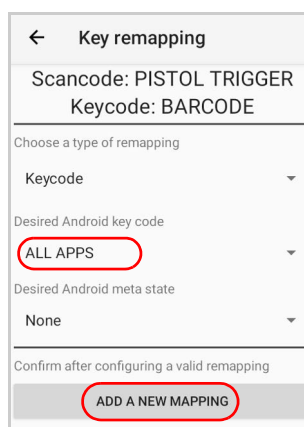 Key remapping
Scancode: PISTOL TRIGGER
Keycode: BARCODE
Choose a type of remapping
Keycode
Desired Android key code
ALL APPS
Desired Android meta state
None
Confirm after configuring a valid remapping
ADD A NEW MAPPING